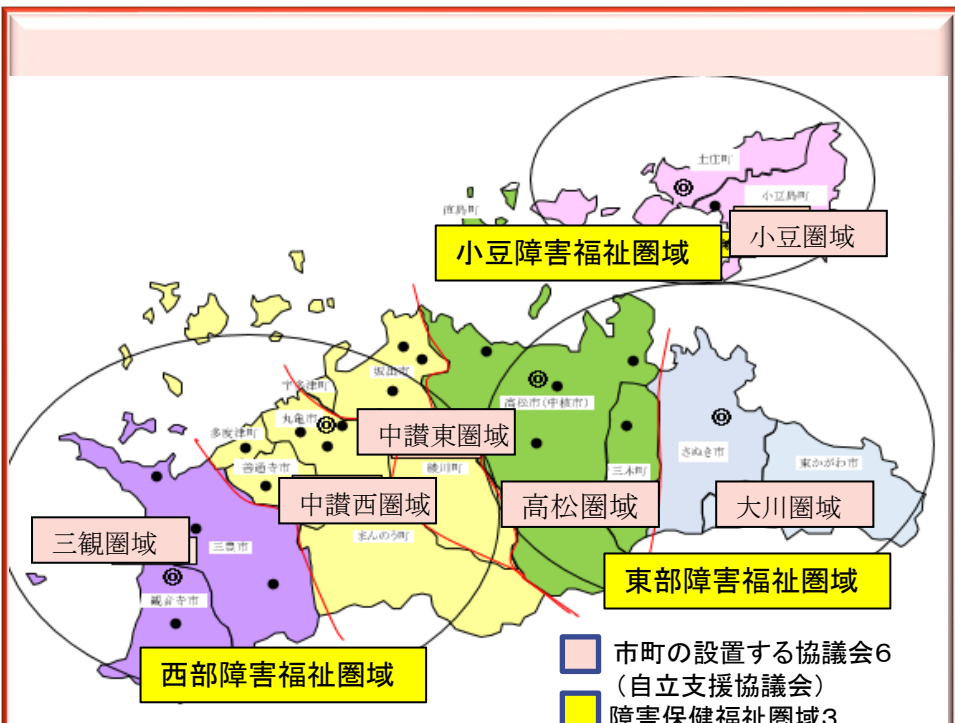 土庄町
小豆島町
直島町
小豆障害福祉圏域
小豆圏域
坂出市
宇多津町
高松市(中核市)
丸亀市
多度津町
中讃東圏域
さぬき市
善通寺市
綾川町
三木町
東かがわ市
中讃西圏域
高松圏域
大川圏域
三観圏域
三豊市
まんのう町
東部障害福祉圏域
観音寺市
西部障害福祉圏域
市町の設置する協議会6
(自立支援協議会)
障害保健福祉圏域3